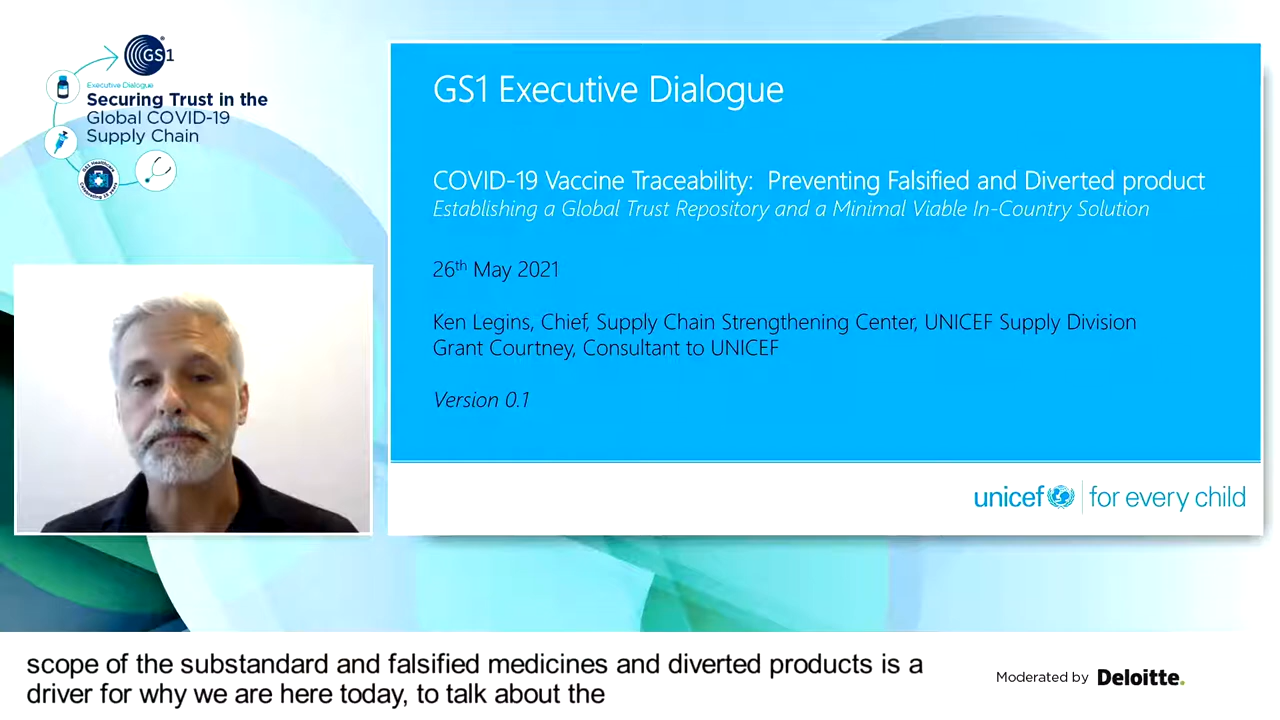 GS1
Executive Dialogue
Securing Trust in the
Global COVID-19
Supply Chain
GS1 Healthcare
GS1 Executive Dialogue
COVID-19 Vaccine Traceability: Preventing Falsified and Diverted product
Establishing a Global Trust Repository and a Minimal Viable In-Country Solution
26th May 2021
Ken Legins, Chief, Supply Chain Strengthening Center, UNICEF Supply Division
Grant Courtney, Consultant to UNICEF
Version 0.1
unicef for every child
scope of the substandard and falsified medicines and diverted products is a
driver for why we are here today, to talk about the
Moderated by Deloitte.